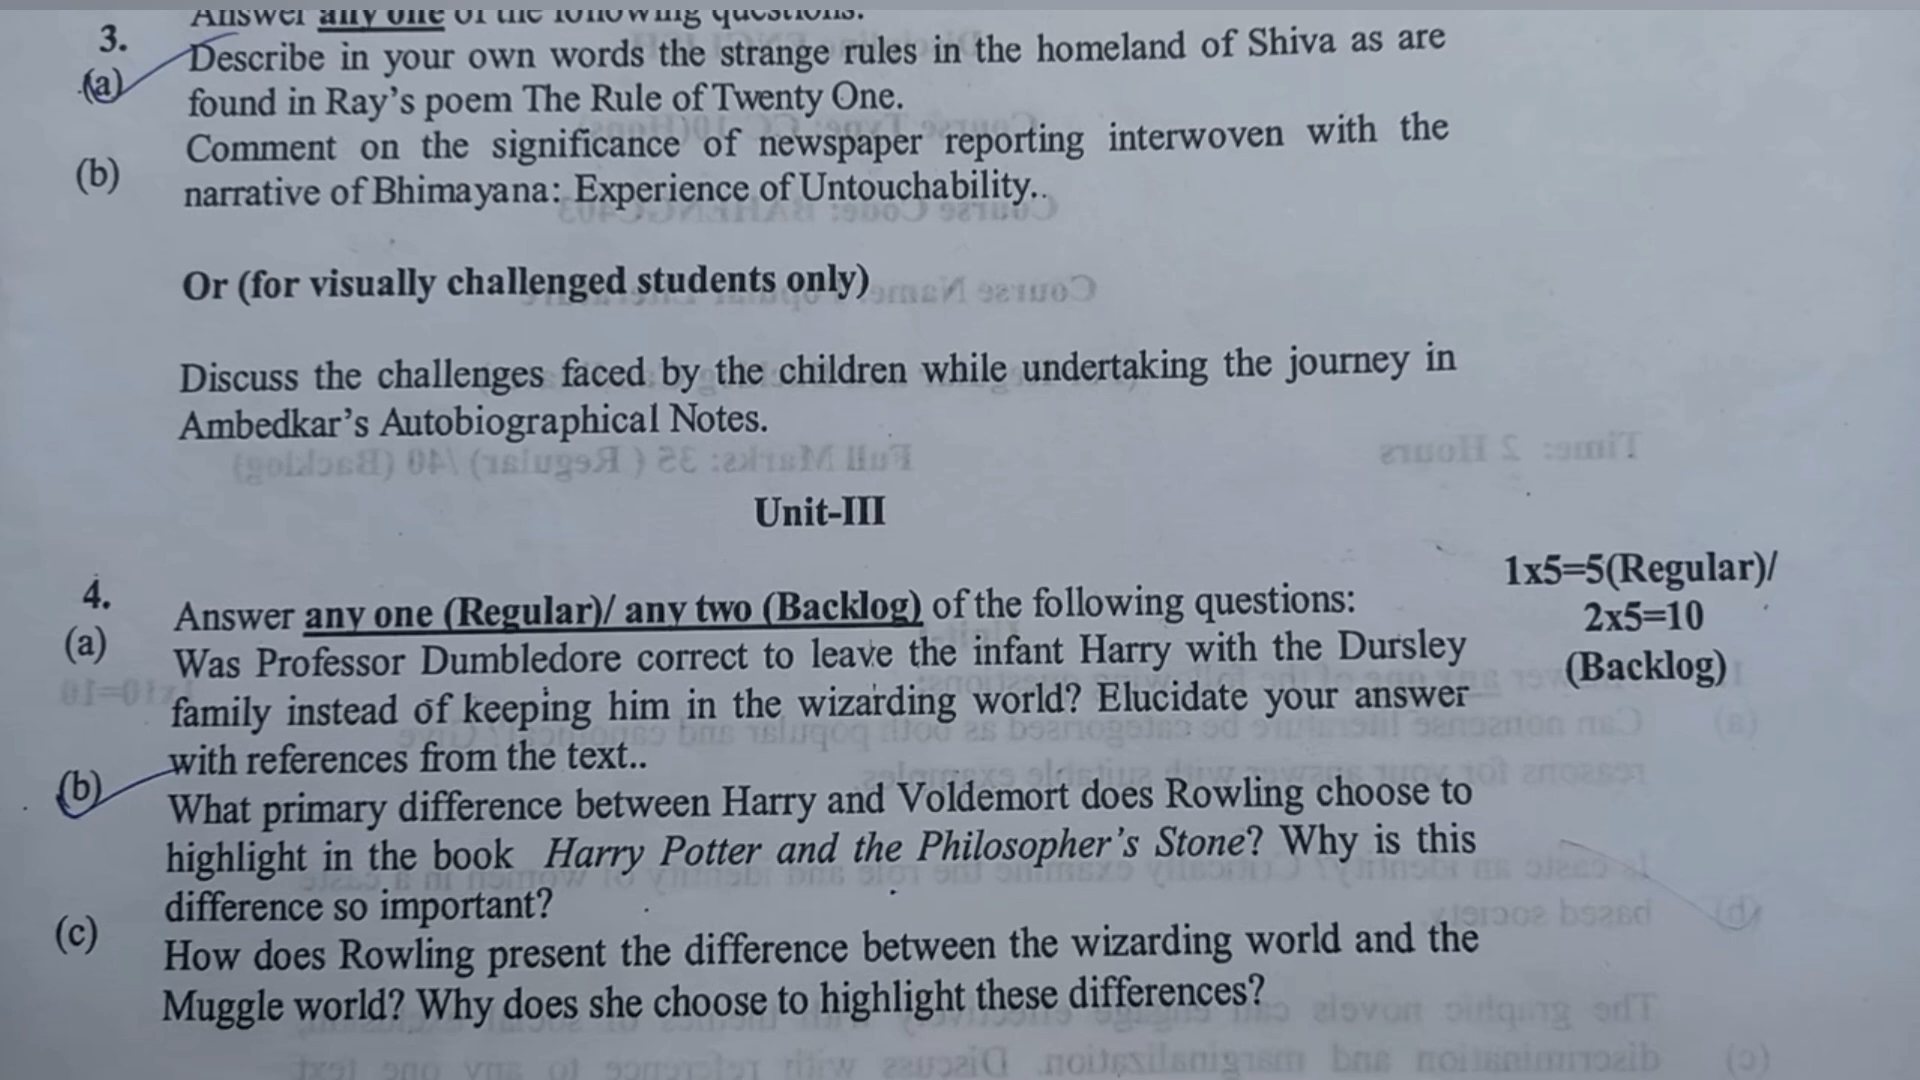 3.
Answer any one of the following questions.
(a)
Describe in your own words the strange rules in the homeland of Shiva as are
found in Ray's poem The Rule of Twenty One.
(b)
Comment on the significance of newspaper reporting interwoven with the
narrative of Bhimayana: Experience of Untouchability..
Or (for visually challenged students only)
Discuss the challenges faced by the children while undertaking the journey in
Ambedkar's Autobiographical Notes.
Unit-III
4.
Answer any one (Regular)/ any two (Backlog) of the following questions:
1x5=5(Regular)/
2x5=10
(Backlog)
(a)
Was Professor Dumbledore correct to leave the infant Harry with the Dursley
family instead of keeping him in the wizarding world? Elucidate your answer
with references from the text..
(b)
What primary difference between Harry and Voldemort does Rowling choose to
highlight in the book Harry Potter and the Philosopher's Stone? Why is this
difference so important?
(c)
How does Rowling present the difference between the wizarding world and the
Muggle world? Why does she choose to highlight these differences?